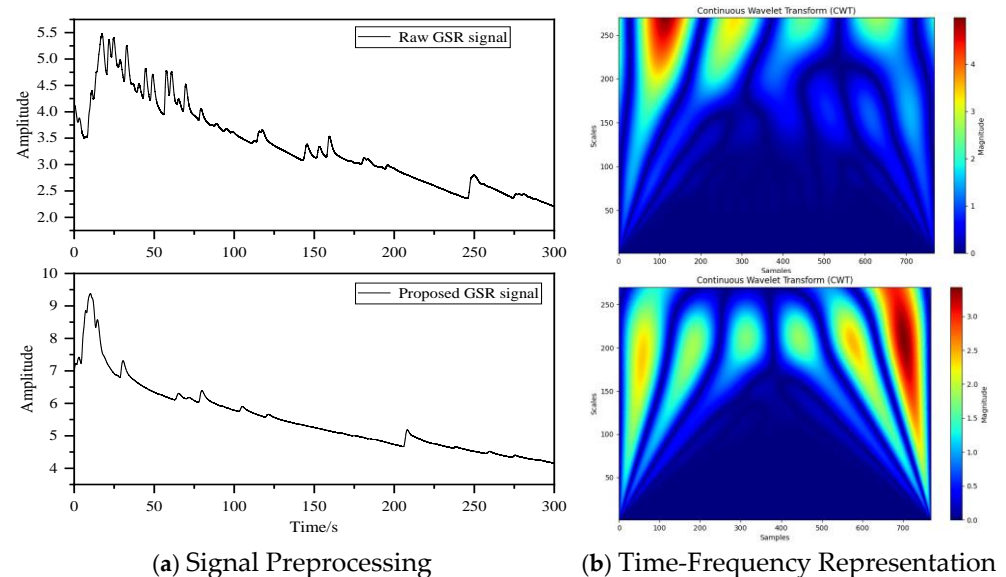 Raw GSR signal
Amplitude
5.5
5.0
4.5
4.0
3.5
3.0
2.5
2.0
0 50 100 150 200 250 300
Proposed GSR signal
Amplitude
10
9
8
7
6
5
4
0 50 100 150 200 250 300
Time/s
(a) Signal Preprocessing
Continuous Wavelet Transform (CWT)
Scales
250
200
150
100
50
0 100 200 300 400 500 600 700
Samples
4
3
2
1
0
Magnitude
Continuous Wavelet Transform (CWT)
Scales
250
200
150
100
50
0 100 200 300 400 500 600 700
Samples
3.0
2.5
2.0
1.5
1.0
0.5
0.0
Magnitude
(b) Time-Frequency Representation